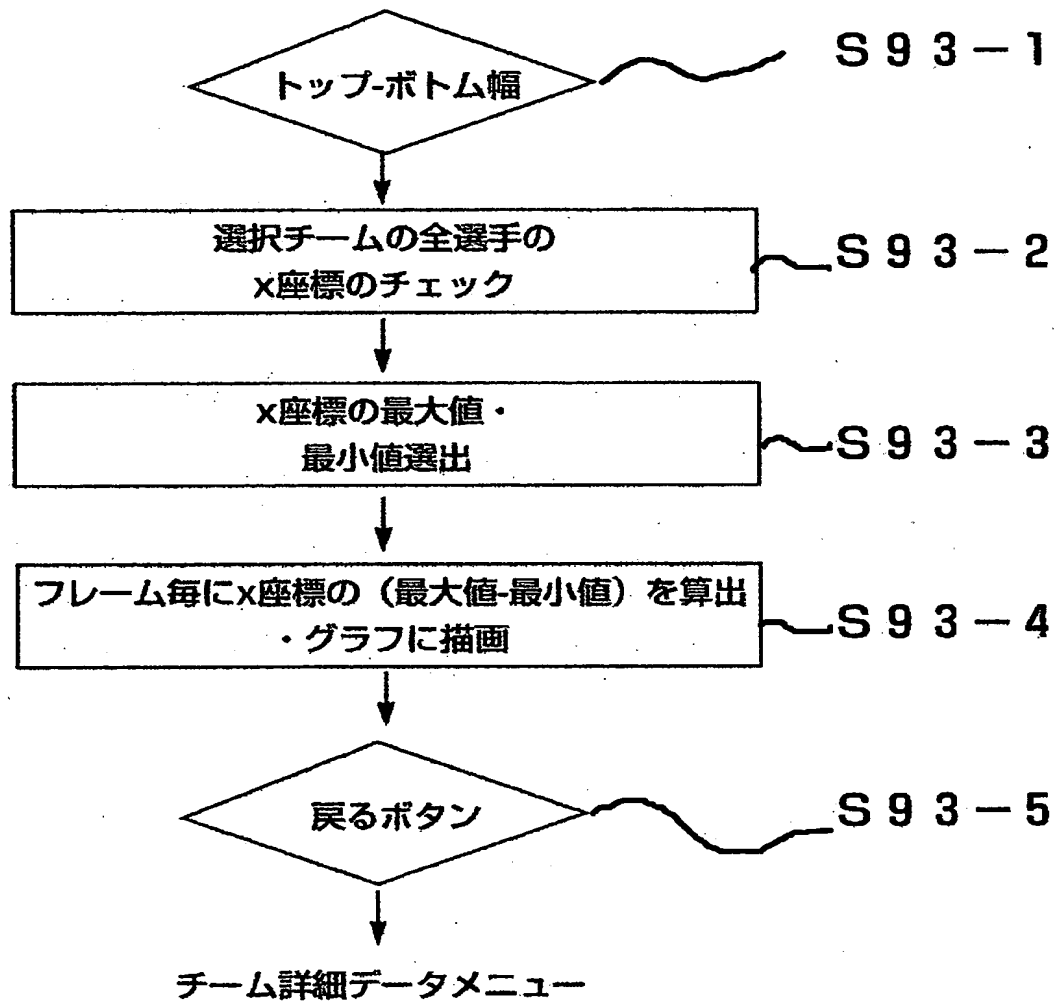 S93-1
トップ-ボトム幅
選択チームの全選手の
x座標のチェック
S93-2
x座標の最大値・
最小値選出
S93-3
フレーム毎にx座標の（最大値-最小値）を算出
・グラフに描画
S93-4
戻るボタン
S93-5
チーム詳細データメニュー